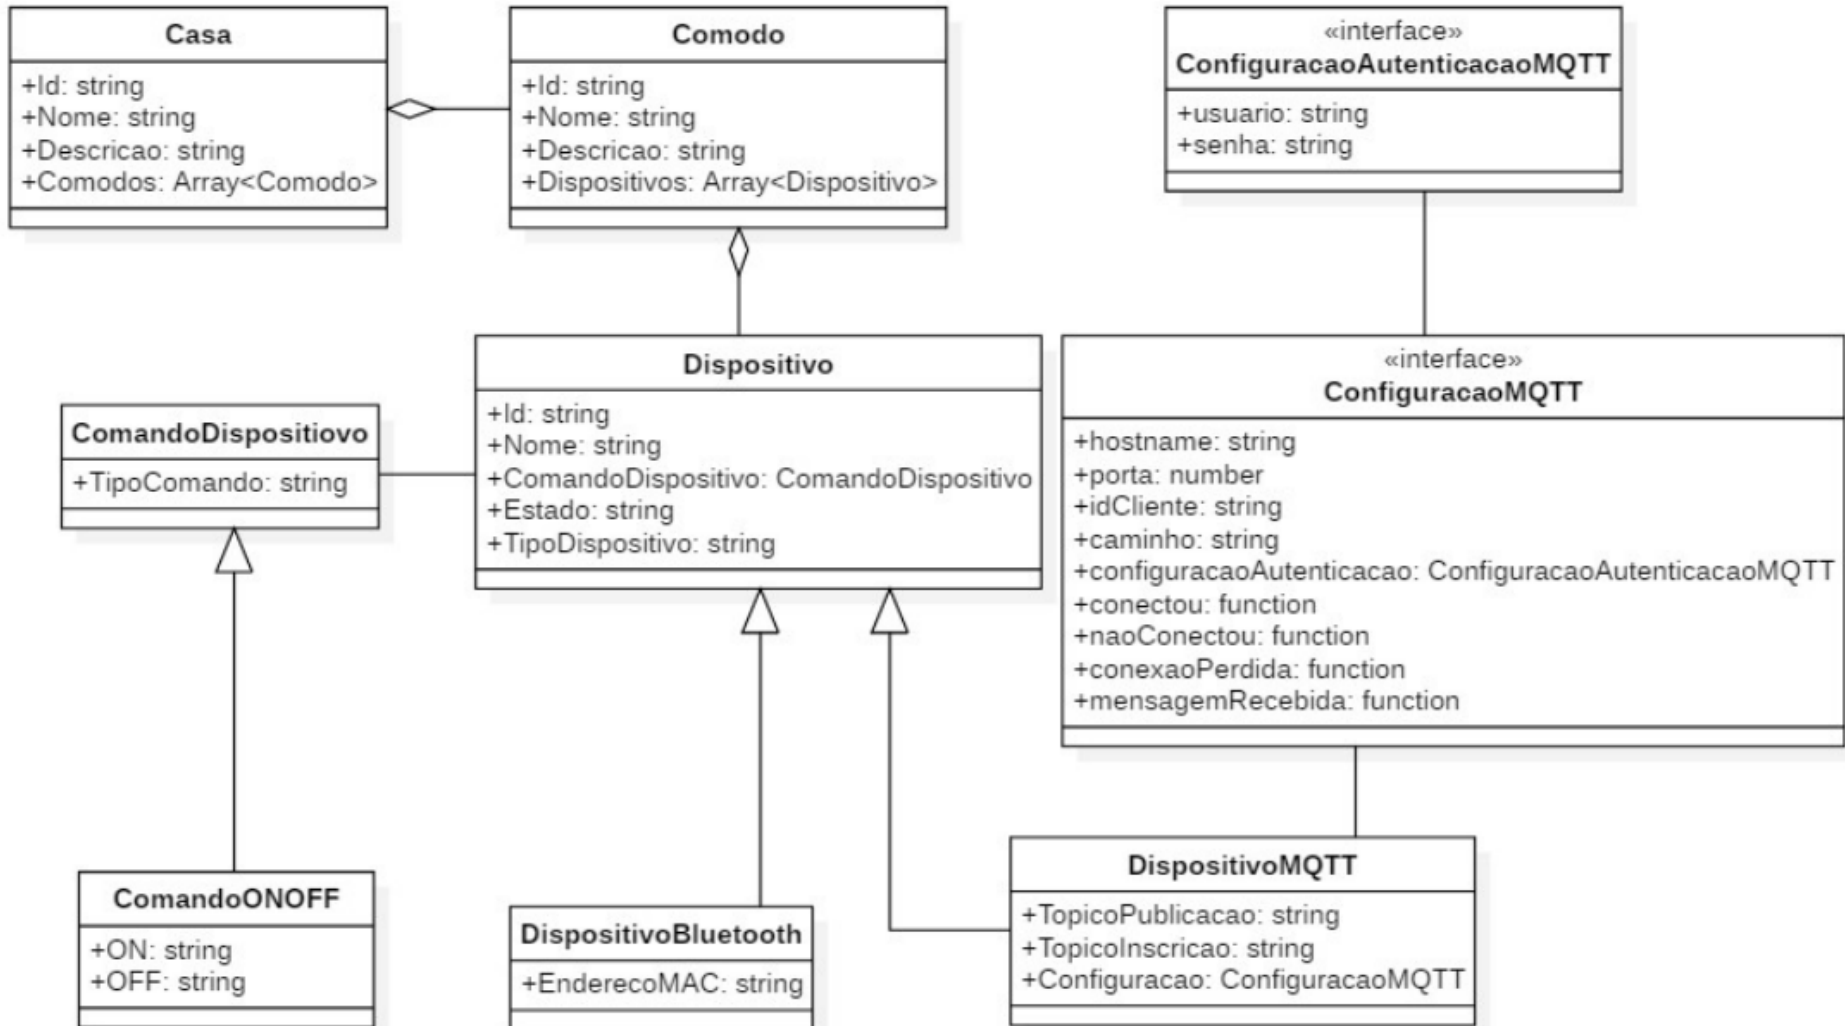 Casa
+Id: string
+Nome: string
+Descricao: string
+Comodos: Array<Comodo>
Comodo
+Id: string
+Nome: string
+Descricao: string
+Dispositivos: Array<Dispositivo>
«interface»
ConfiguracaoAutenticacaoMQTT
+usuario: string
+senha: string
Dispositivo
+Id: string
+Nome: string
+ComandoDispositivo: ComandoDispositivo
+Estado: string
+TipoDispositivo: string
«interface»
ConfiguracaoMQTT
+hostname: string
+porta: number
+idCliente: string
+caminho: string
+configuracaoAutenticacao: ConfiguracaoAutenticacaoMQTT
+conectou: function
+naoConectou: function
+conexaoPerdida: function
+mensagemRecebida: function
ComandoDispositiovo
+TipoComando: string
ComandoONOFF
+ON: string
+OFF: string
DispositivoBluetooth
+EnderecoMAC: string
DispositivoMQTT
+TopicoPublicacao: string
+TopicoInscricao: string
+Configuracao: ConfiguracaoMQTT